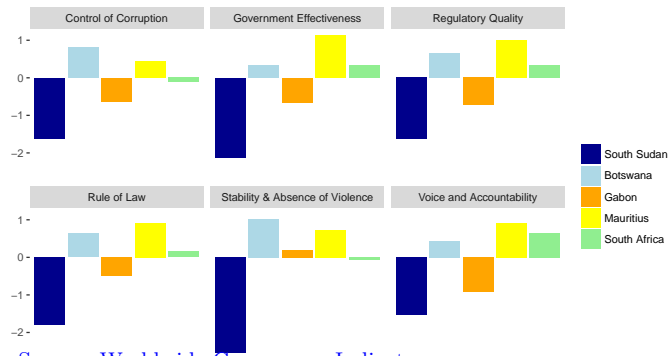 Control of Corruption
Government Effectiveness
Regulatory Quality
1
0
−1
−2
Rule of Law
Stability & Absence of Violence
Voice and Accountability
1
0
−1
−2
South Sudan
Botswana
Gabon
Mauritius
South Africa